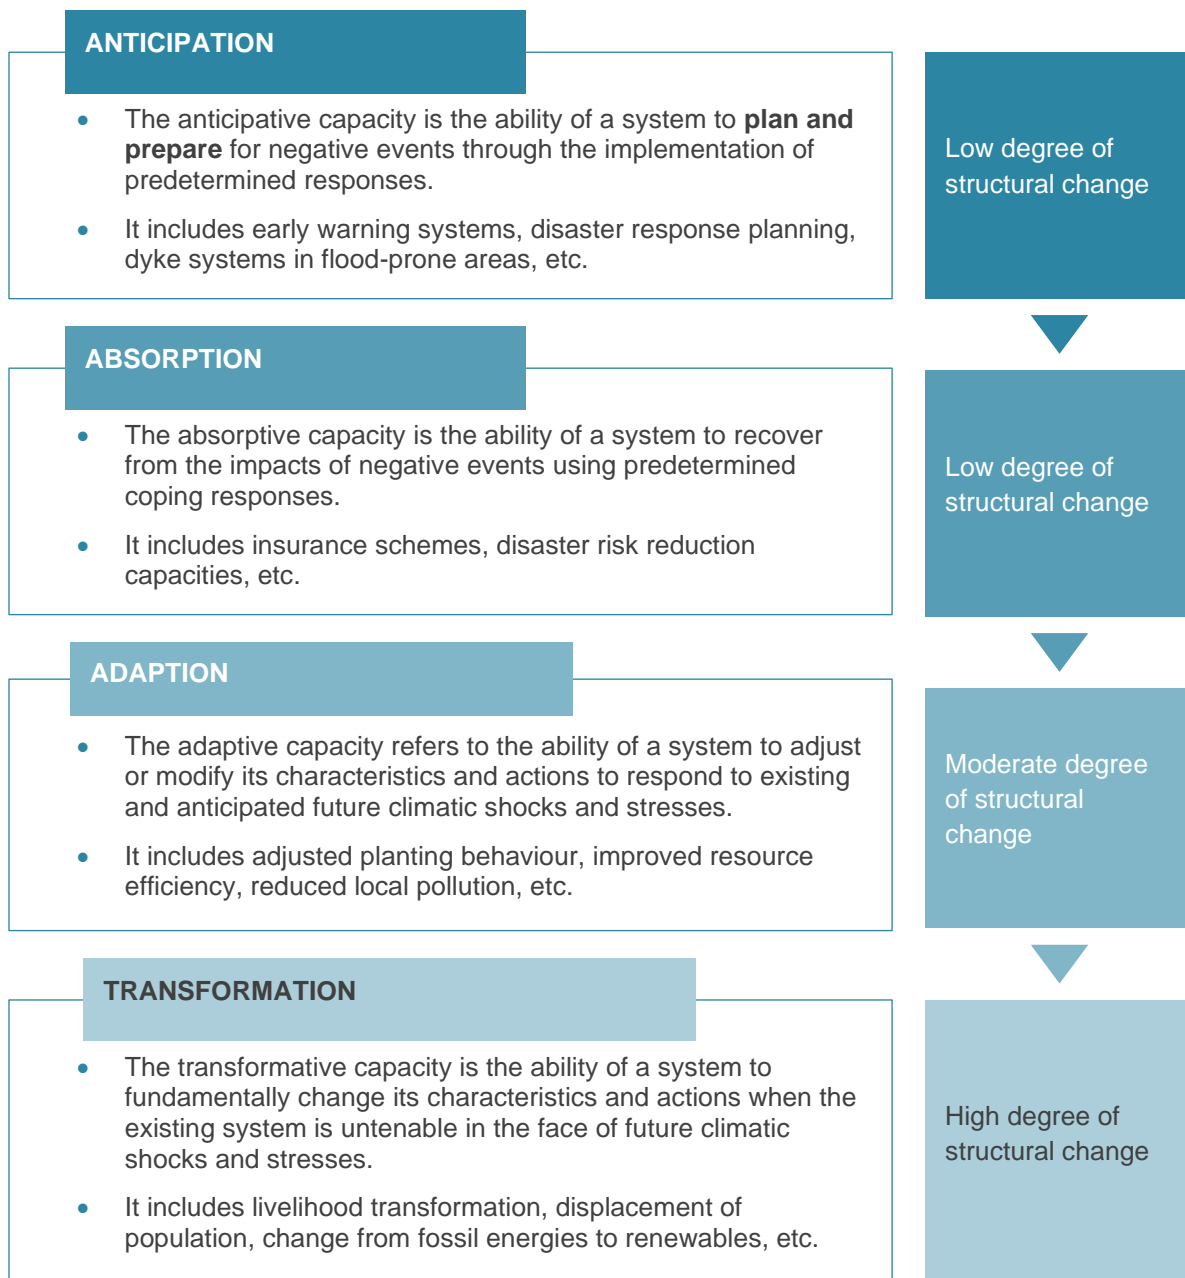 ANTICIPATION
• The anticipative capacity is the ability of a system to plan and
prepare for negative events through the implementation of
predetermined responses.
• It includes early warning systems, disaster response planning,
dyke systems in flood-prone areas, etc.
Low degree of
structural change
ABSORPTION
• The absorptive capacity is the ability of a system to recover
from the impacts of negative events using predetermined
coping responses.
• It includes insurance schemes, disaster risk reduction
capacities, etc.
Low degree of
structural change
ADAPTION
• The adaptive capacity refers to the ability of a system to adjust
or modify its characteristics and actions to respond to existing
and anticipated future climatic shocks and stresses.
• It includes adjusted planting behaviour, improved resource
efficiency, reduced local pollution, etc.
Moderate degree
of structural
change
TRANSFORMATION
• The transformative capacity is the ability of a system to
fundamentally change its characteristics and actions when the
existing system is untenable in the face of future climatic
shocks and stresses.
• It includes livelihood transformation, displacement of
population, change from fossil energies to renewables, etc.
High degree of
structural change